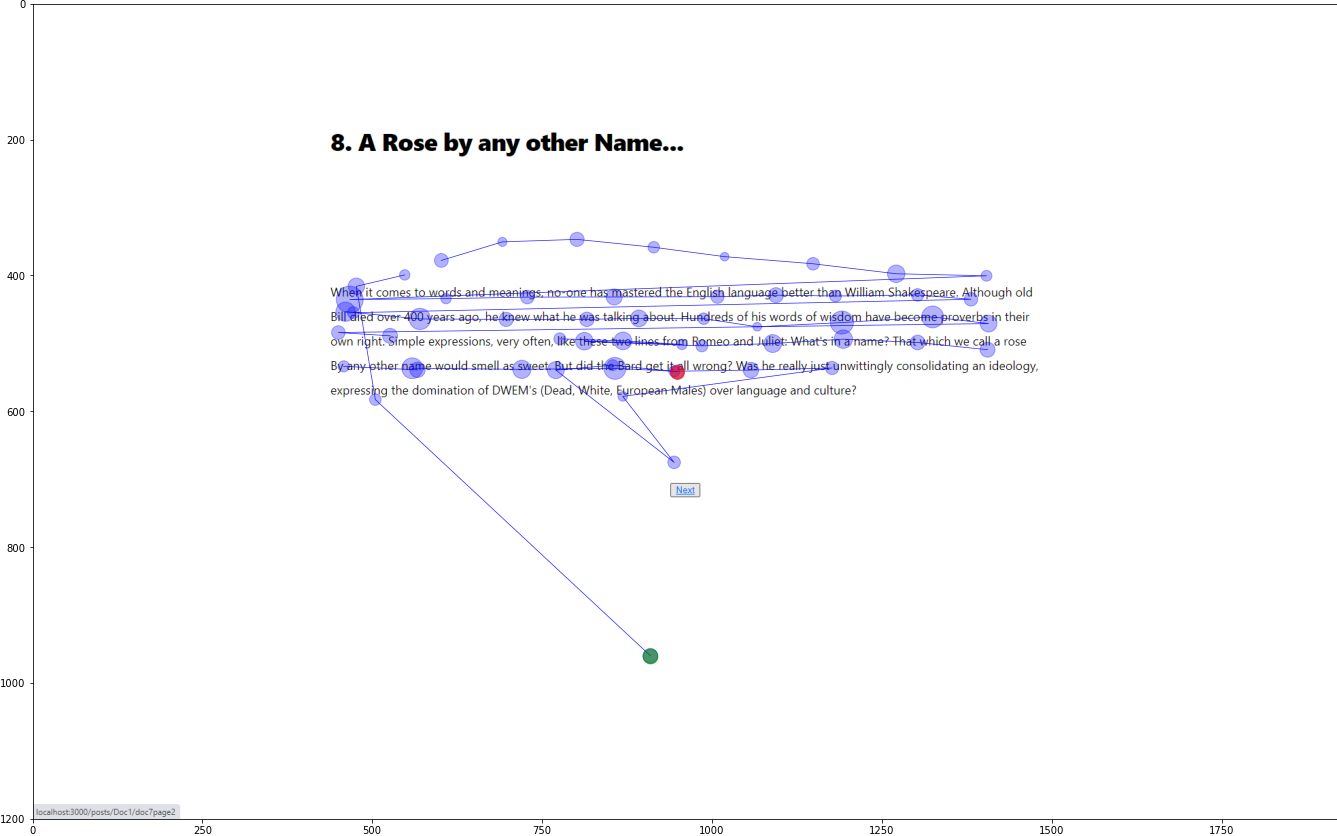 0
200
8. A Rose by any other Name...
400
When it comes to words and meanings, no-one has mastered the English language better than William Shakespeare. Although old
Bill died over 400 years ago, he knew what he was talking about. Hundreds of his words of wisdom have become proverbs in their
own right. Simple expressions, very often, like these two lines from Romeo and Juliet: What's in a name? That which we call a rose
By any other name would smell as sweet. But did the Bard get it all wrong? Was he really just unwittingly consolidating an ideology,
expressing the domination of DWEM's (Dead, White, European Males) over language and culture?
600
Next
800
1000
localhost:3000/posts/Doc1/doc7page2
1200
0 250 500 750 1000 1250 1500 1750